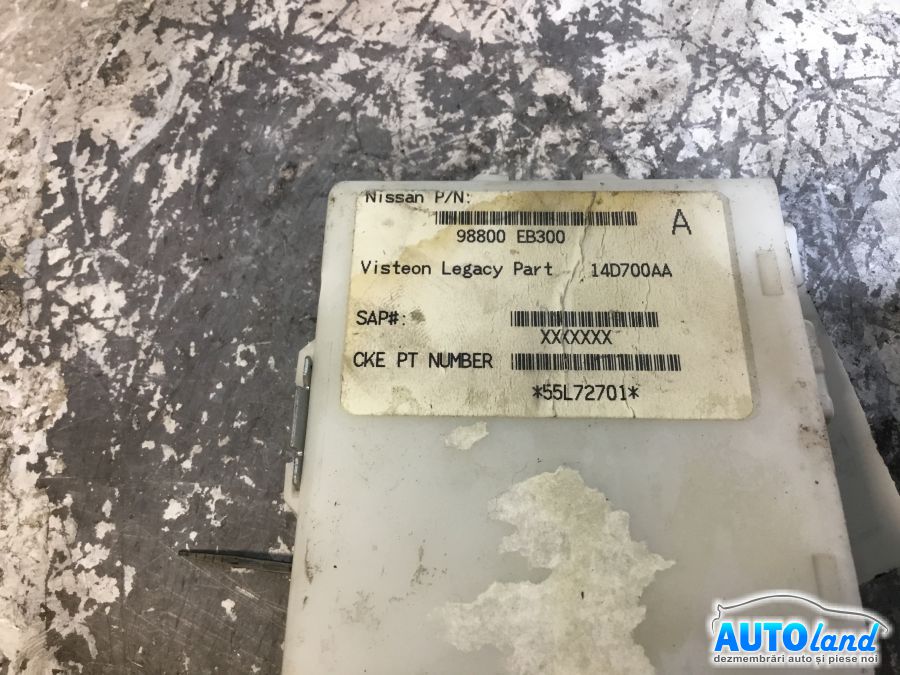 Nissan P/N:
98800 EB300
A
Visteon Legacy Part 14D700AA
SAP#:
XXXXXXX
CKE PT NUMBER
*55L72701*
AUTOland
dezmembrări auto și piese noi